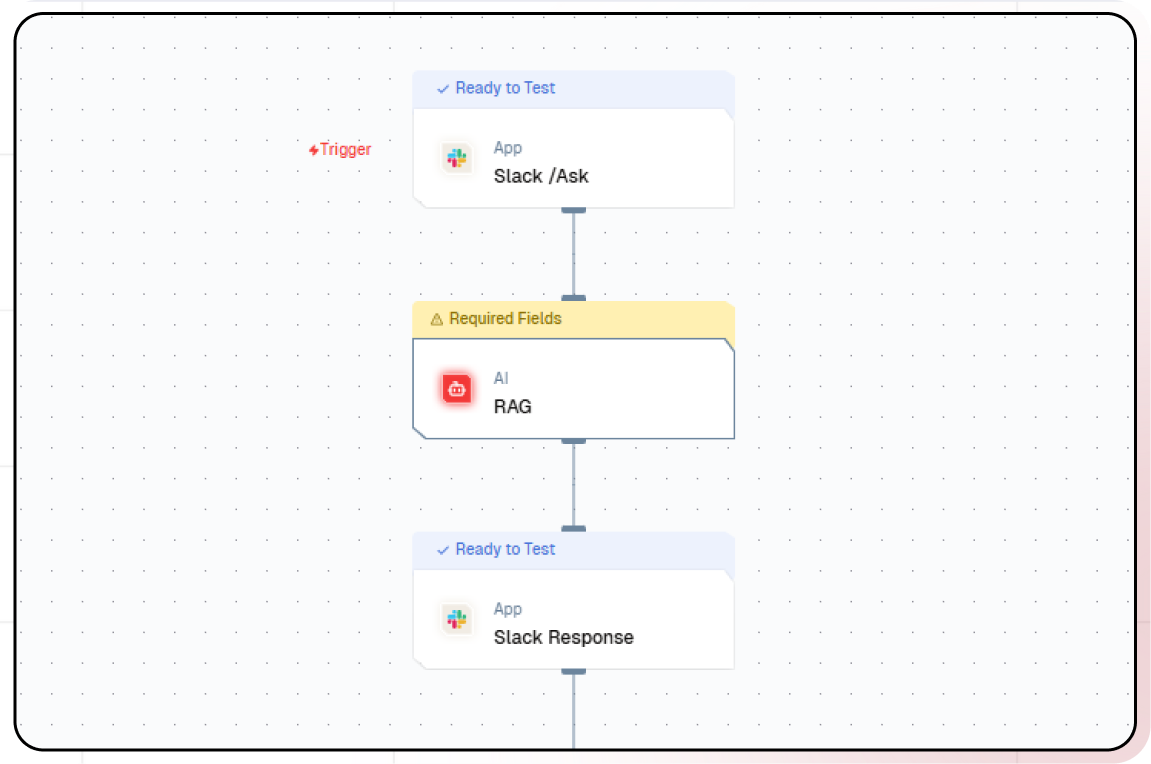 Ready to Test
Trigger
App
Slack /Ask
Required Fields
AI
RAG
Ready to Test
App
Slack Response